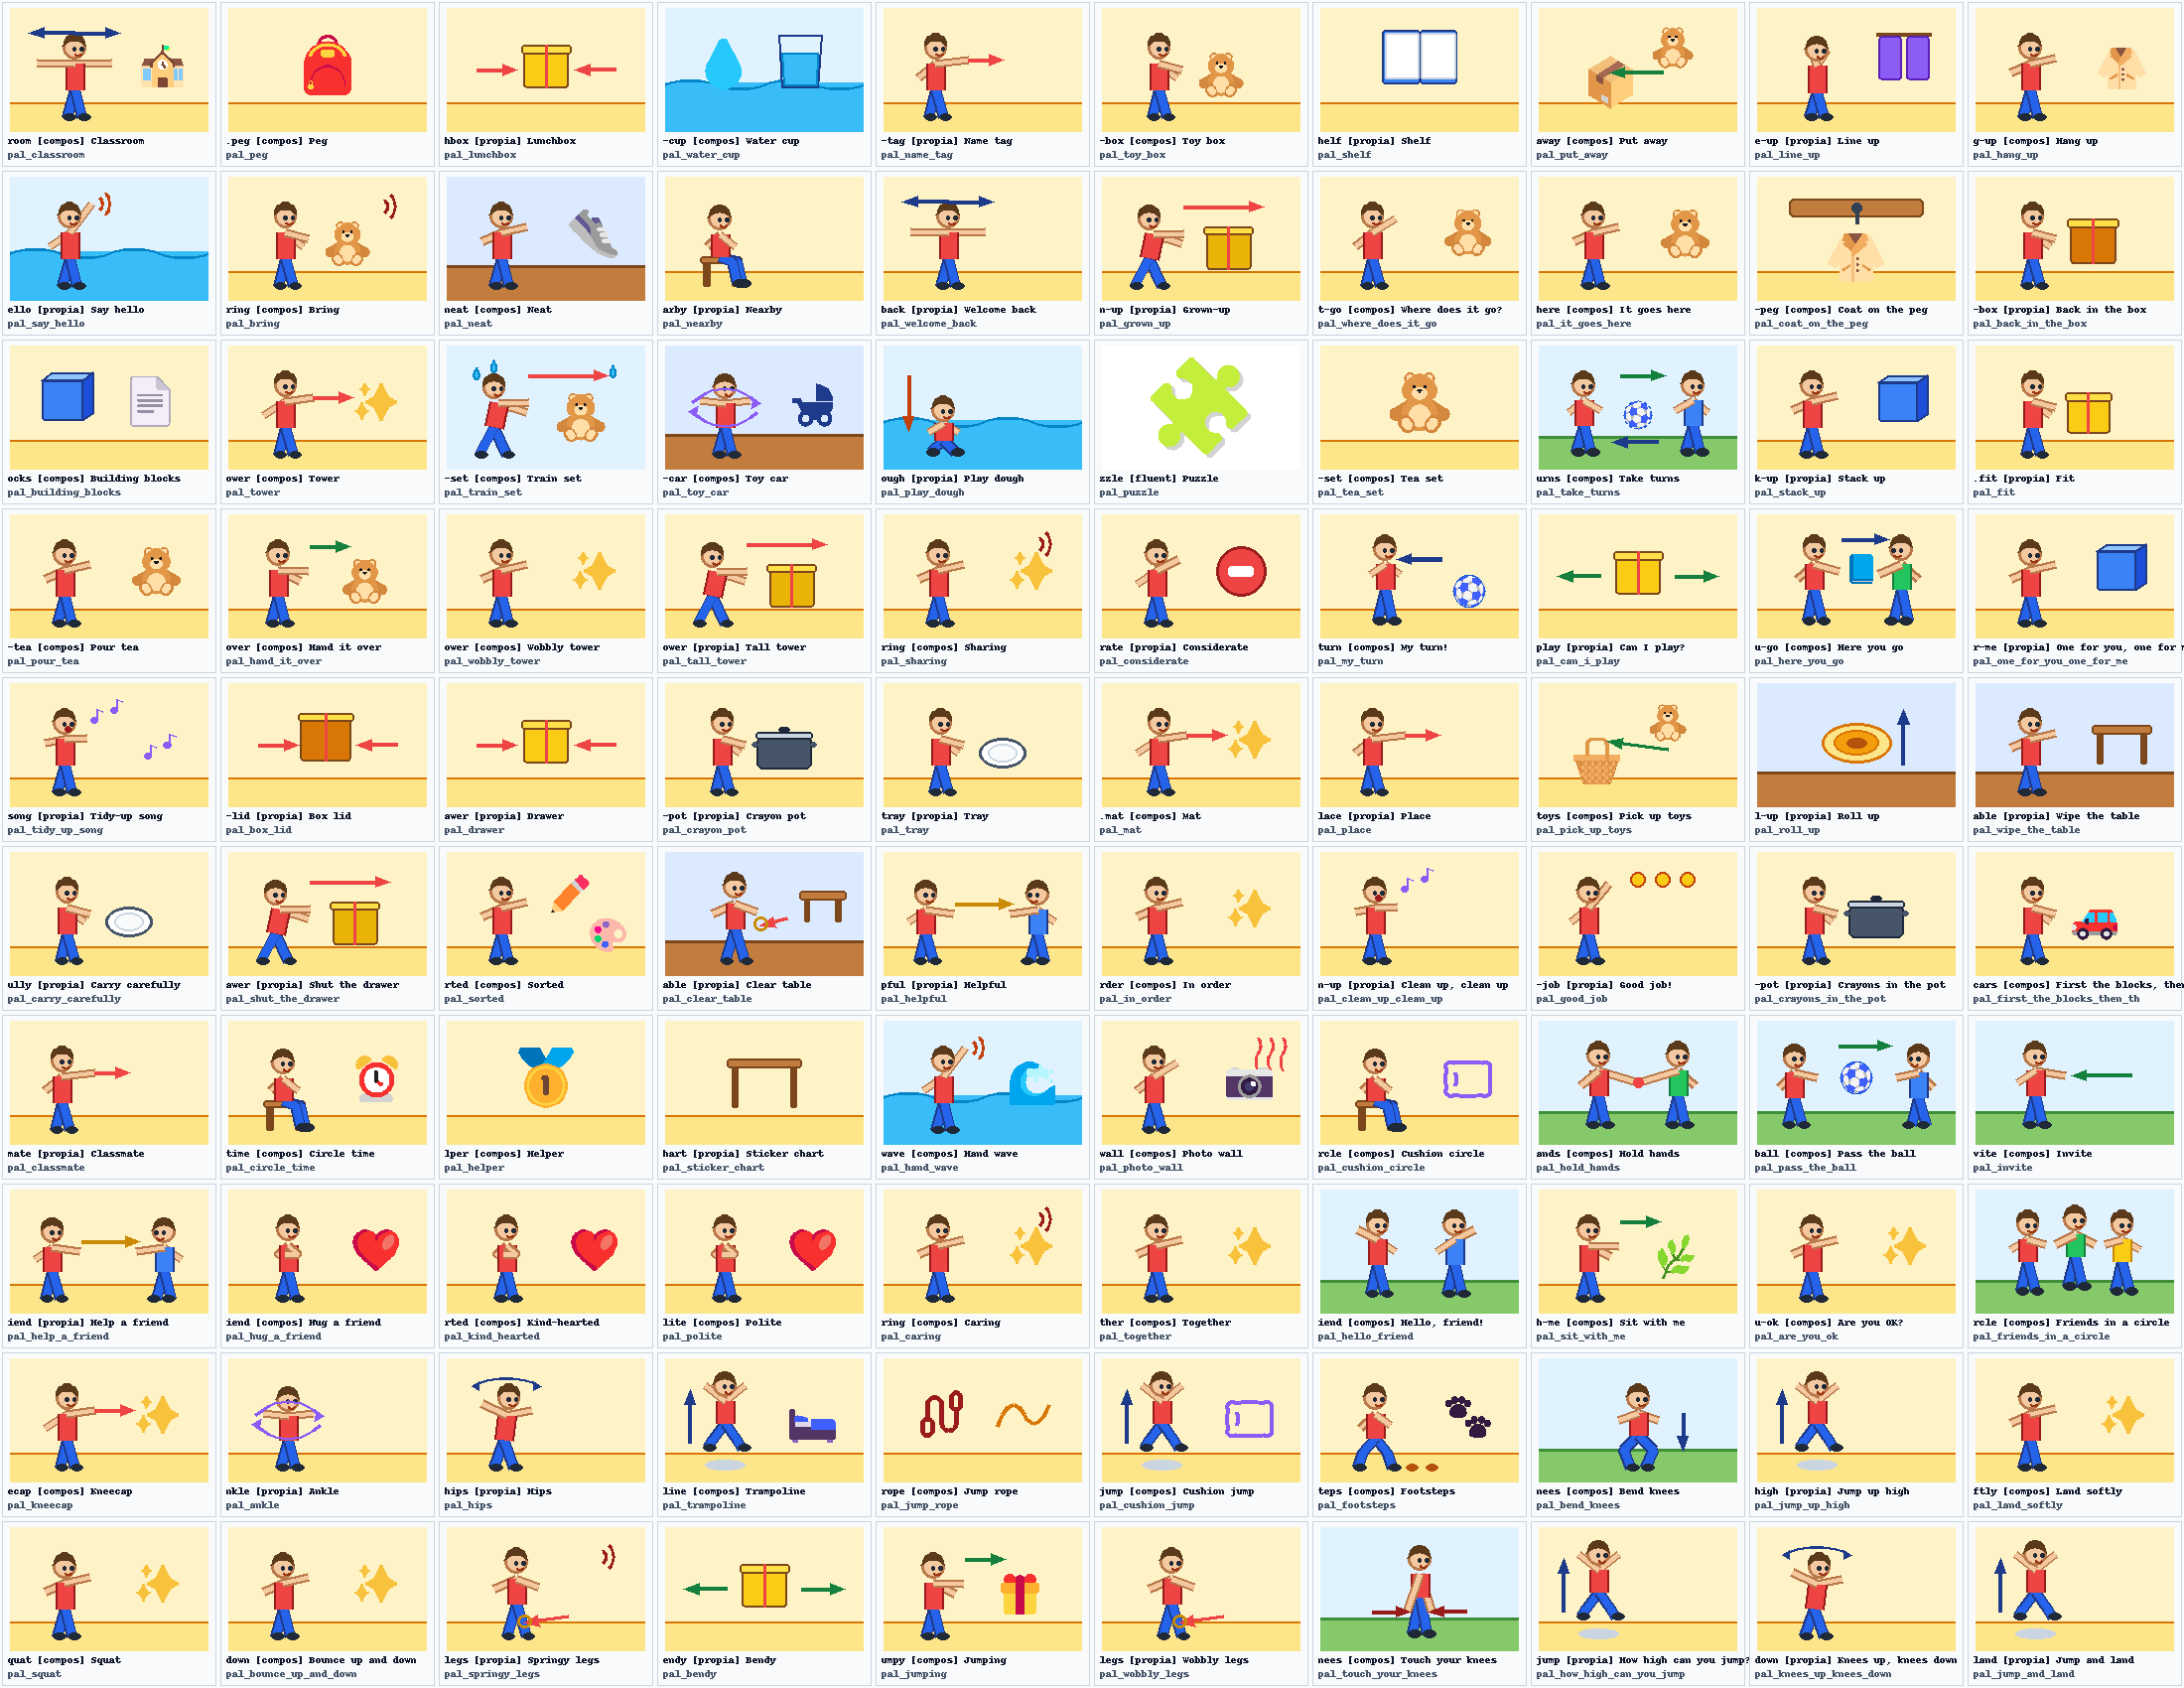 room [compos] Classroom
pal_classroom
.peg [compos] Peg
pal_peg
hbox [propia] Lunchbox
pal_lunchbox
-cup [compos] Water cup
pal_water_cup
-tag [propia] Name tag
pal_name_tag
-box [compos] Toy box
pal_toy_box
helf [propia] Shelf
pal_shelf
away [compos] Put away
pal_put_away
e-up [propia] Line up
pal_line_up
g-up [compos] Hang up
pal_hang_up
ello [propia] Say hello
pal_say_hello
ring [compos] Bring
pal_bring
neat [compos] Neat
pal_neat
arby [propia] Nearby
pal_nearby
back [propia] Welcome back
pal_welcome_back
n-up [propia] Grown-up
pal_grown_up
t-go [compos] Where does it go?
pal_where_does_it_go
here [compos] It goes here
pal_it_goes_here
-peg [compos] Coat on the peg
pal_coat_on_the_peg
-box [propia] Back in the box
pal_back_in_the_box
ocks [compos] Building blocks
pal_building_blocks
ower [compos] Tower
pal_tower
-set [compos] Train set
pal_train_set
-car [compos] Toy car
pal_toy_car
ough [propia] Play dough
pal_play_dough
zzle [fluent] Puzzle
pal_puzzle
-set [compos] Tea set
pal_tea_set
urns [compos] Take turns
pal_take_turns
k-up [propia] Stack up
pal_stack_up
.fit [propia] Fit
pal_fit
-tea [compos] Pour tea
pal_pour_tea
over [compos] Hand it over
pal_hand_it_over
ower [compos] Wobbly tower
pal_wobbly_tower
ower [propia] Tall tower
pal_tall_tower
ring [compos] Sharing
pal_sharing
rate [propia] Considerate
pal_considerate
turn [compos] My turn!
pal_my_turn
play [propia] Can I play?
pal_can_i_play
u-go [compos] Here you go
pal_here_you_go
r-me [propia] One for you, one for
pal_one_for_you_one_for_me
song [propia] Tidy-up song
pal_tidy_up_song
-lid [propia] Box lid
pal_box_lid
awer [propia] Drawer
pal_drawer
-pot [propia] Crayon pot
pal_crayon_pot
tray [propia] Tray
pal_tray
.mat [compos] Mat
pal_mat
lace [propia] Place
pal_place
toys [compos] Pick up toys
pal_pick_up_toys
l-up [propia] Roll up
pal_roll_up
able [propia] Wipe the table
pal_wipe_the_table
ully [propia] Carry carefully
pal_carry_carefully
awer [propia] Shut the drawer
pal_shut_the_drawer
rted [compos] Sorted
pal_sorted
able [propia] Clear table
pal_clear_table
pful [propia] Helpful
pal_helpful
rder [compos] In order
pal_in_order
n-up [propia] Clean up, clean up
pal_clean_up_clean_up
-job [propia] Good job!
pal_good_job
-pot [propia] Crayons in the pot
pal_crayons_in_the_pot
cars [compos] First the blocks, then
pal_first_the_blocks_then_th
mate [propia] Classmate
pal_classmate
time [compos] Circle time
pal_circle_time
lper [compos] Helper
pal_helper
hart [propia] Sticker chart
pal_sticker_chart
wave [compos] Hand wave
pal_hand_wave
wall [compos] Photo wall
pal_photo_wall
rcle [compos] Cushion circle
pal_cushion_circle
ands [compos] Hold hands
pal_hold_hands
ball [compos] Pass the ball
pal_pass_the_ball
vite [compos] Invite
pal_invite
iend [propia] Help a friend
pal_help_a_friend
iend [compos] Hug a friend
pal_hug_a_friend
rted [compos] Kind-hearted
pal_kind_hearted
lite [compos] Polite
pal_polite
ring [compos] Caring
pal_caring
ther [compos] Together
pal_together
iend [compos] Hello, friend!
pal_hello_friend
h-me [compos] Sit with me
pal_sit_with_me
u-ok [compos] Are you OK?
pal_are_you_ok
rcle [compos] Friends in a circle
pal_friends_in_a_circle
ecap [compos] Kneecap
pal_kneecap
nkle [propia] Ankle
pal_ankle
hips [propia] Hips
pal_hips
line [compos] Trampoline
pal_trampoline
rope [compos] Jump rope
pal_jump_rope
jump [compos] Cushion jump
pal_cushion_jump
teps [compos] Footsteps
pal_footsteps
nees [compos] Bend knees
pal_bend_knees
high [propia] Jump up high
pal_jump_up_high
ftly [compos] Land softly
pal_land_softly
quat [compos] Squat
pal_squat
down [compos] Bounce up and down
pal_bounce_up_and_down
legs [propia] Springy legs
pal_springy_legs
endy [propia] Bendy
pal_bendy
umpy [compos] Jumping
pal_jumping
legs [propia] Wobbly legs
pal_wobbly_legs
nees [compos] Touch your knees
pal_touch_your_knees
jump [propia] How high can you jump?
pal_how_high_can_you_jump
down [propia] Knees up, knees down
pal_knees_up_knees_down
land [propia] Jump and land
pal_jump_and_land